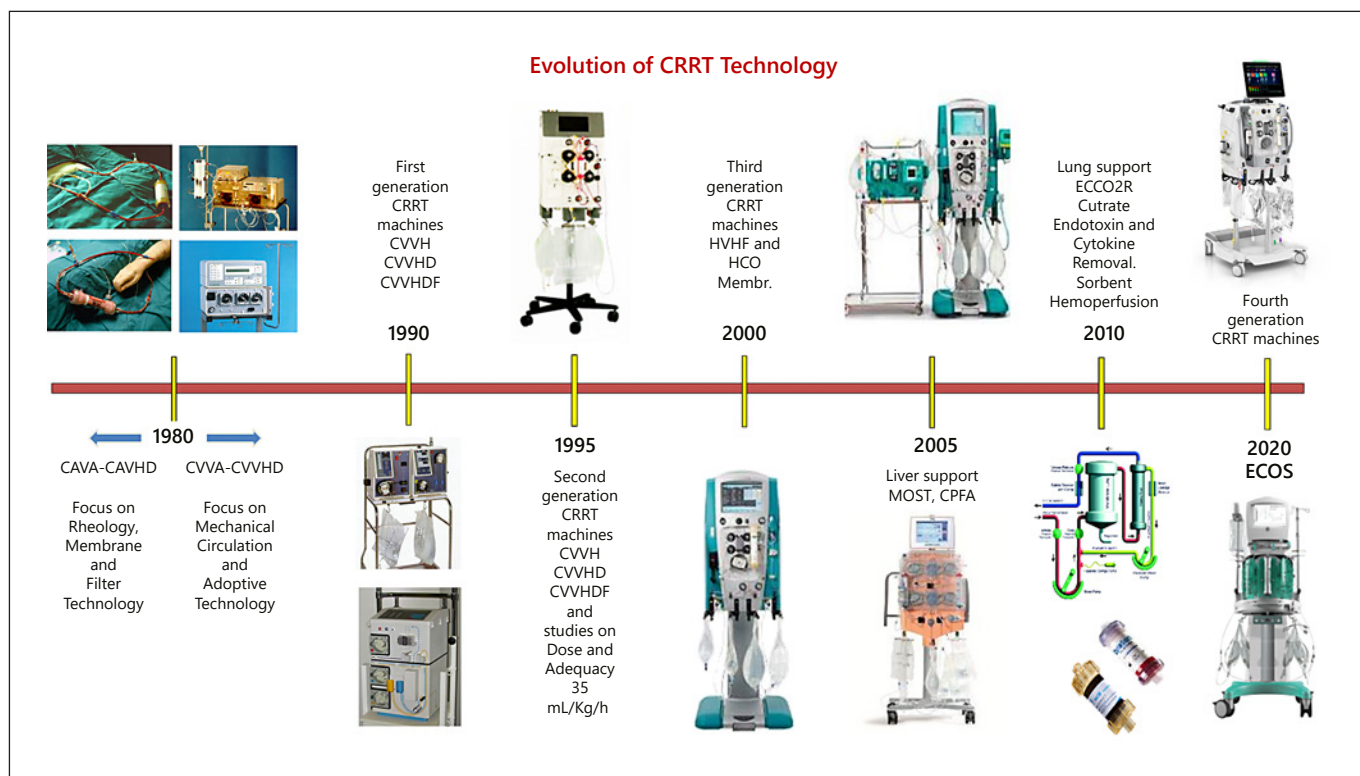 Evolution of CRRT Technology
First
generation
CRRT
machines
CVVH
CVVHD
CVVHDF
1990
Third
generation
CRRT
machines
HVHF and
HCO
Membr.
2000
Lung support
ECCO2R
Cutrate
Endotoxin and
Cytokine
Removal.
Sorbent
Hemoperfusion
2010
Fourth
generation
CRRT machines
1980
CAVA-CAVHD
Focus on
Rheology,
Membrane
and
Filter
Technology
CVVA-CVVHD
Focus on
Mechanical
Circulation
and
Adoptive
Technology
1995
Second
generation
CRRT
machines
CVVH
CVVHD
CVVHDF
and
studies on
Dose and
Adequacy
35
mL/Kg/h
2005
Liver support
MOST, CPFA
2020
ECOS